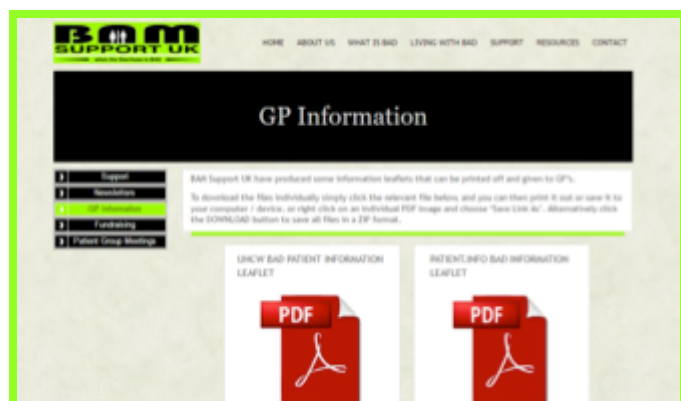 BAM
SUPPORT UK
HOME ABOUT US WHAT IS BAD LIVING WITH BAD SUPPORT RESOURCES CONTACT
GP Information
Support
Newsletters
GP Information
Fundraising
Patient Group Meetings
BAM Support UK have produced some information leaflets that can be printed off and given to GP's.
To download the files individually simply click the relevant file below, and you can then print it out or save it to
your computer / device, or right click on an individual PDF image and choose 'Save Link As'. Alternatively click
the DOWNLOAD button to save all files in a ZIP format.
UHCW BAD PATIENT INFORMATION
LEAFLET
PATIENT.INFO BAD INFORMATION
LEAFLET
PDF
PDF